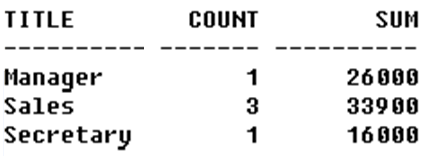 TITLE COUNT SUM
---------- ------- ----------
Manager 1 26000
Sales 3 33900
Secretary 1 16000